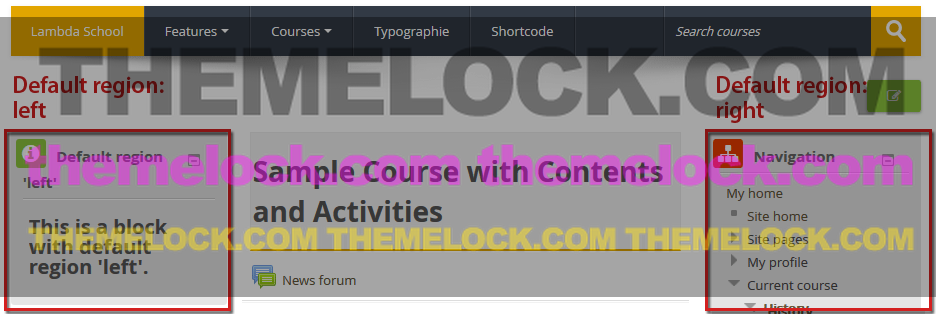 Lambda School Features Courses Typographie Shortcode Search courses
THEMELOCK.COM
Default region:
left
Default region:
right
Default region
'left'
This is a block
with default
region 'left'.
themelock.com themelock.com
Sample Course with Contents
and Activities
THEMELOCK.COM THEMELOCK.COM THEMELOCK.COM
News forum
Navigation
My home
Site home
Site pages
My profile
Current course
History